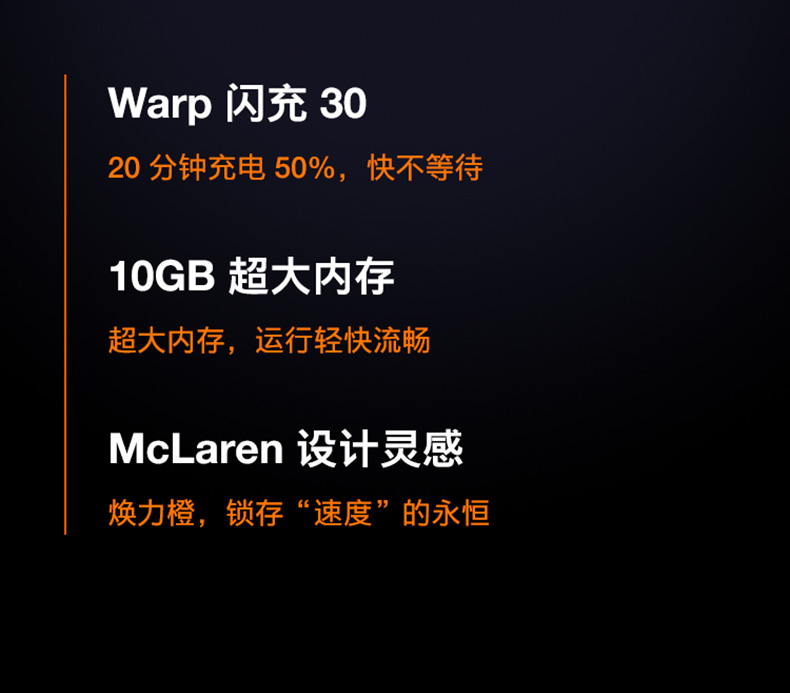 Warp 闪充 30
20 分钟充电 50%，快不等待
10GB 超大内存
超大内存，运行轻快流畅
McLaren 设计灵感
焕力橙，锁存“速度”的永恒